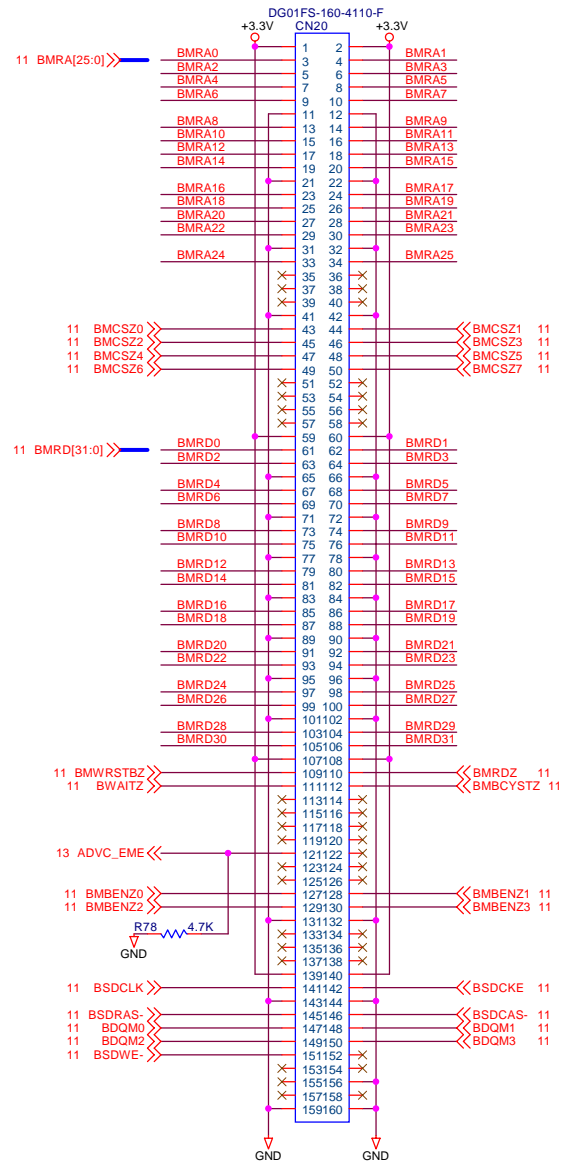 DG01FS-160-4110-F
+3.3V CN20 +3.3V
1 2
11 BMRA[25:0] BMRA0 3 4 BMRA1
BMRA2 5 6 BMRA3
BMRA4 7 8 BMRA5
BMRA6 9 10 BMRA7
11 12
BMRA8 13 14 BMRA9
BMRA10 15 16 BMRA11
BMRA12 17 18 BMRA13
BMRA14 19 20 BMRA15
21 22
BMRA16 23 24 BMRA17
BMRA18 25 26 BMRA19
BMRA20 27 28 BMRA21
BMRA22 29 30 BMRA23
31 32
BMRA24 33 34 BMRA25
35 36
37 38
39 40
41 42
11 BMCSZ0 43 44 BMCSZ1 11
11 BMCSZ2 45 46 BMCSZ3 11
11 BMCSZ4 47 48 BMCSZ5 11
11 BMCSZ6 49 50 BMCSZ7 11
51 52
53 54
55 56
57 58
59 60
11 BMRD[31:0] BMRD0 61 62 BMRD1
BMRD2 63 64 BMRD3
65 66
BMRD4 67 68 BMRD5
BMRD6 69 70 BMRD7
71 72
BMRD8 73 74 BMRD9
BMRD10 75 76 BMRD11
77 78
BMRD12 79 80 BMRD13
BMRD14 81 82 BMRD15
83 84
BMRD16 85 86 BMRD17
BMRD18 87 88 BMRD19
89 90
BMRD20 91 92 BMRD21
BMRD22 93 94 BMRD23
95 96
BMRD24 97 98 BMRD25
BMRD26 99 100 BMRD27
101 102
BMRD28 103 104 BMRD29
BMRD30 105 106 BMRD31
107 108
11 BMWRSTBZ 109 110 BMRDZ 11
11 BWAITZ 111 112 BMBCYSTZ 11
113 114
115 116
117 118
119 120
13 ADVC_EME 121 122
123 124
125 126
11 BMBENZ0 127 128 BMBENZ1 11
11 BMBENZ2 129 130 BMBENZ3 11
131 132
R78 4.7K 133 134
GND 135 136
137 138
139 140
11 BSDCLK 141 142 BSDCKE 11
143 144
11 BSDRAS- 145 146 BSDCAS- 11
11 BDQM0 147 148 BDQM1 11
11 BDQM2 149 150 BDQM3 11
11 BSDWE- 151 152
153 154
155 156
157 158
159 160
GND GND